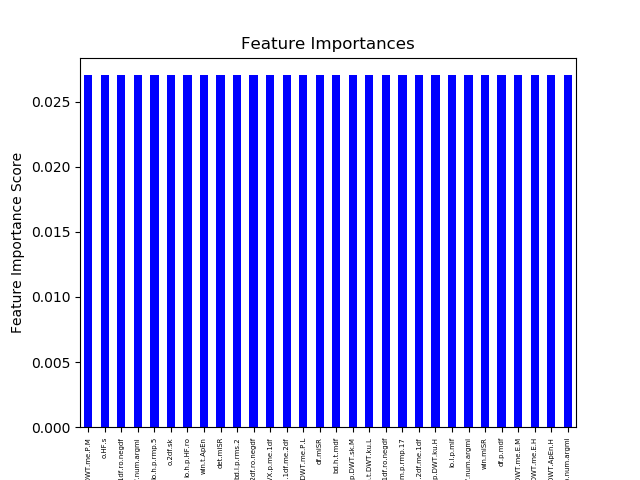 Feature Importances
Feature Importance Score
0.025
0.020
0.015
0.010
0.005
0.000
DWT.me.P.M
o.HF.s
1df.ro.negdf
.num.argmi
lo.h.p.rmp.5
o.2df.sk
lo.h.p.HF.ro
win.t.ApEn
det.miSR
bd.l.p.rms.2
2df.ro.negdf
VX.p.me.1df
.1df.me.2df
DWT.me.P.L
df.miSR
bd.h.t.mdf
p.DWT.sk.M
.t.DWT.ku.L
1df.ro.negdf
m.p.rmp.17
.2df.me.1df
p.DWT.ku.H
lo.l.p.mif
.num.argmi
win.miSR
df.p.mdf
DWT.me.E.M
DWT.me.E.H
DWT.ApEn.H
.num.argmi